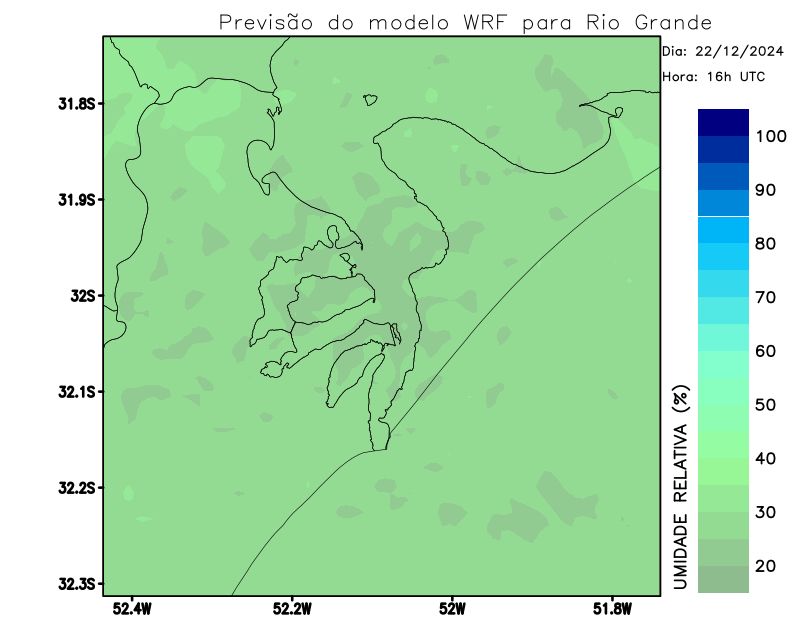 Previsão do modelo WRF para Rio Grande
Dia: 22/12/2024
Hora: 16h UTC
31.8S
31.9S
32S
32.1S
32.2S
32.3S
52.4W
52.2W
52W
51.8W
100
90
80
70
60
50
40
30
20
UMIDADE RELATIVA (%)